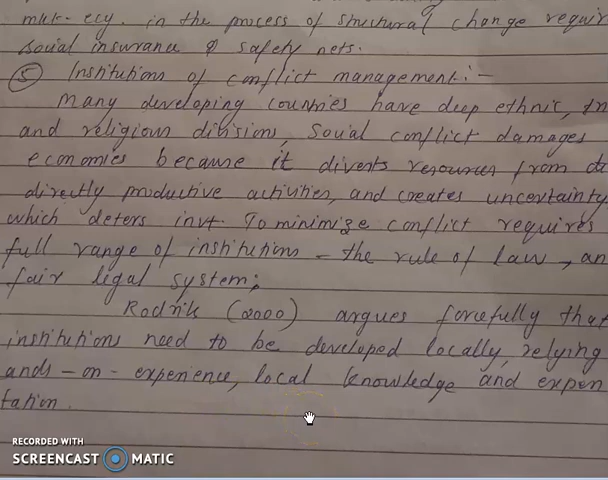 mkt-ecy. in the process of structural change requir
social insurance & safety nets.
⑤ Institutions of conflict management:-
Many developing countries have deep ethnic,
and religious divisions, Social conflict damages
economies because it diverts resources from
directly productive activities, and creates uncertainty
which deters invt. To minimize conflict requires
full range of institutions - the rule of law, an
fair legal system;
Rodrik (2000) argues forcefully that
institutions need to be developed locally, relying
ands-on-experience, local knowledge and experi
tation.
RECORDED WITH
SCREENCAST MATIC